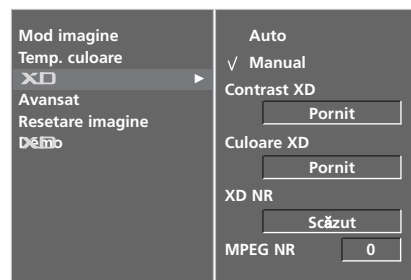 Mod imagine
Temp. culoare
XD
Avansat
Resetare imagine
XD Demo
Auto
√ Manual
Contrast XD
Pornit
Culoare XD
Pornit
XD NR
Scăzut
MPEG NR 0